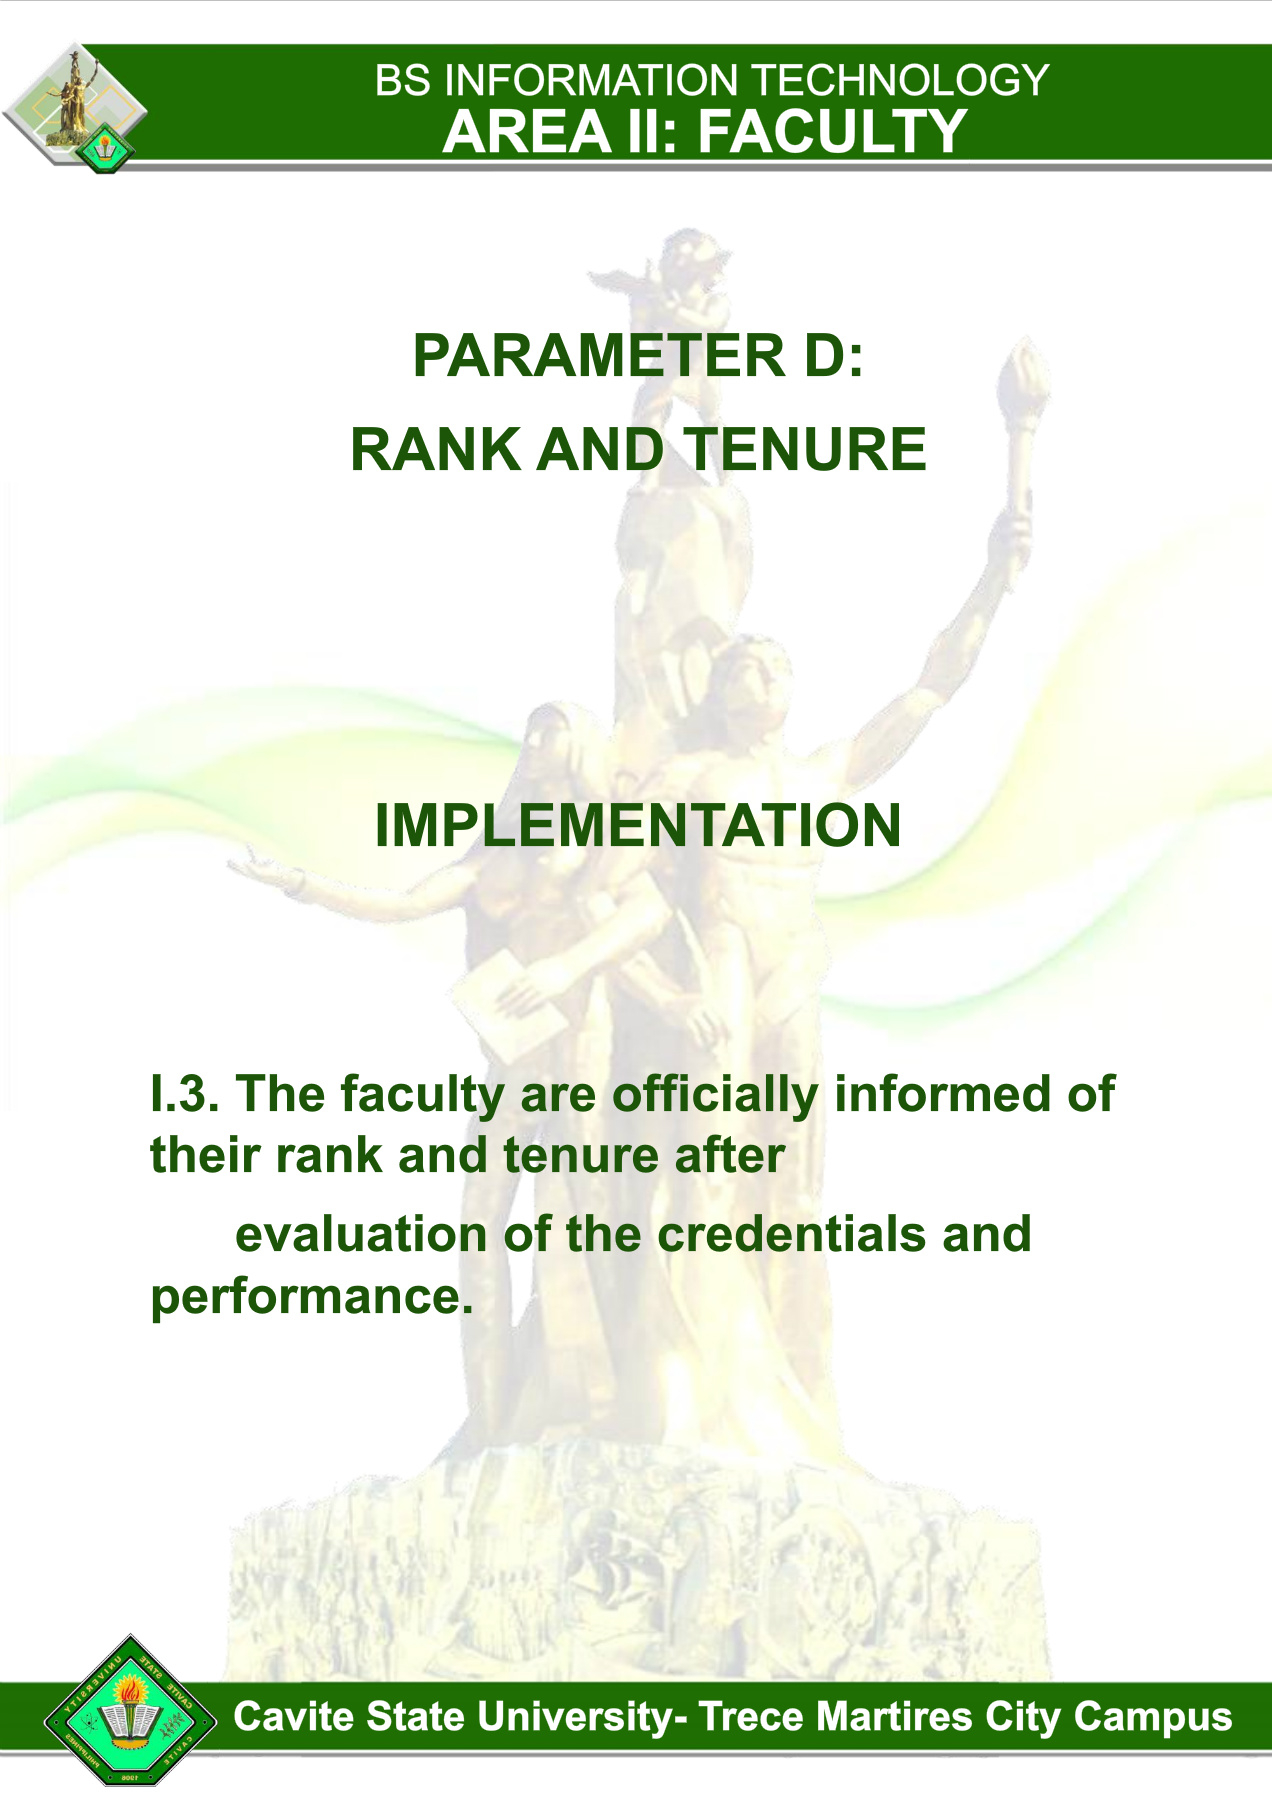 BS INFORMATION TECHNOLOGY
AREA II: FACULTY
PARAMETER D:
RANK AND TENURE
IMPLEMENTATION
I.3. The faculty are officially informed of
their rank and tenure after
evaluation of the credentials and
performance.
CAVITE STATE UNIVERSITY
CAVITE PHILIPPINES
1906
Cavite State University- Trece Martires City Campus